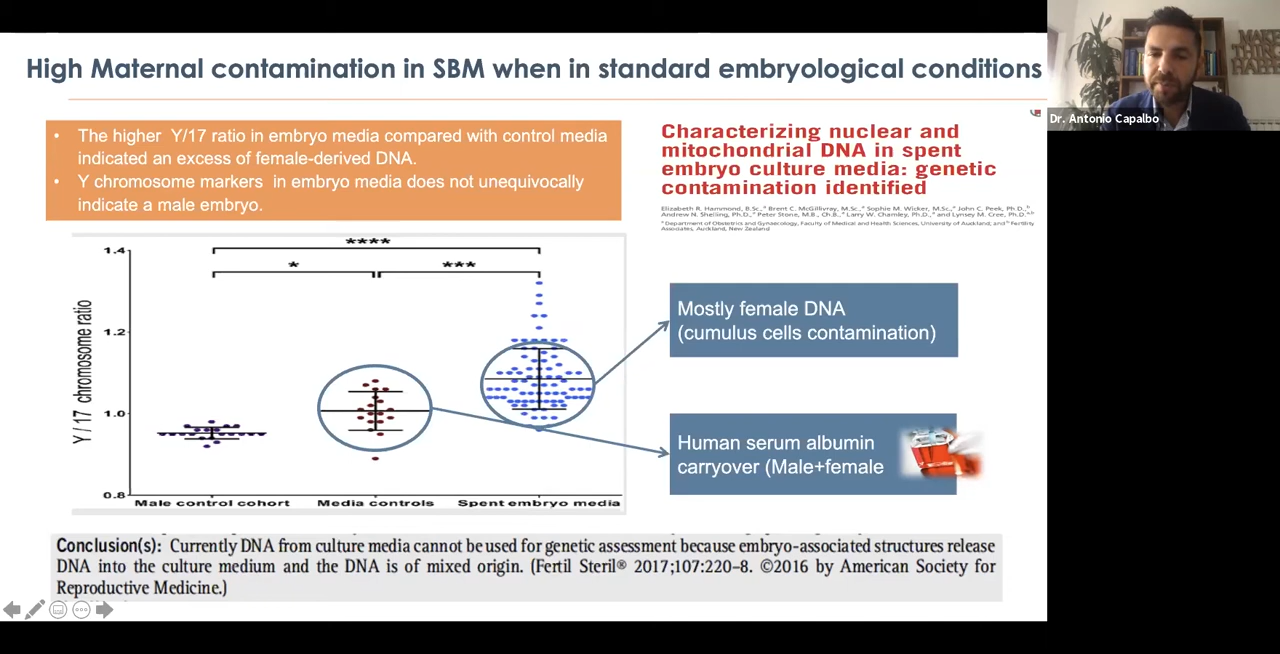 High Maternal contamination in SBM when in standard embryological conditions
• The higher Y/17 ratio in embryo media compared with control media
indicated an excess of female-derived DNA.
• Y chromosome markers in embryo media does not unequivocally
indicate a male embryo.
Characterizing nuclear and
mitochondrial DNA in spent
embryo culture media: genetic
contamination identified
Elizabeth R. Hammond, B.Sc.,a Brent C. McGillivray, M.Sc.,a Sophie M. Wicker, M.Sc.,a John C. Peek, Ph.D.,b
Andrew N. Shelling, Ph.D.,a Peter Stone, M.D., Larry W. Chamley, Ph.D.,a and Lynsey M. Cree, Ph.D.a
a Department of Obstetrics and Gynaecology, Faculty of Medical and Health Sciences, University of Auckland, and b Fertility
Associates, Auckland, New Zealand
Y / 17 chromosome ratio
1.4
1.2
1.0
0.8
****
* ***
Male control cohort Media controls Spent embryo media
Mostly female DNA
(cumulus cells contamination)
Human serum albumin
carryover (Male+female
Conclusion(s): Currently DNA from culture media cannot be used for genetic assessment because embryo-associated structures release
DNA into the culture medium and the DNA is of mixed origin. (Fertil Steril® 2017;107:220–8. ©2016 by American Society for
Reproductive Medicine.)
MAKE
THIN
HA
Dr. Antonio Capalbo